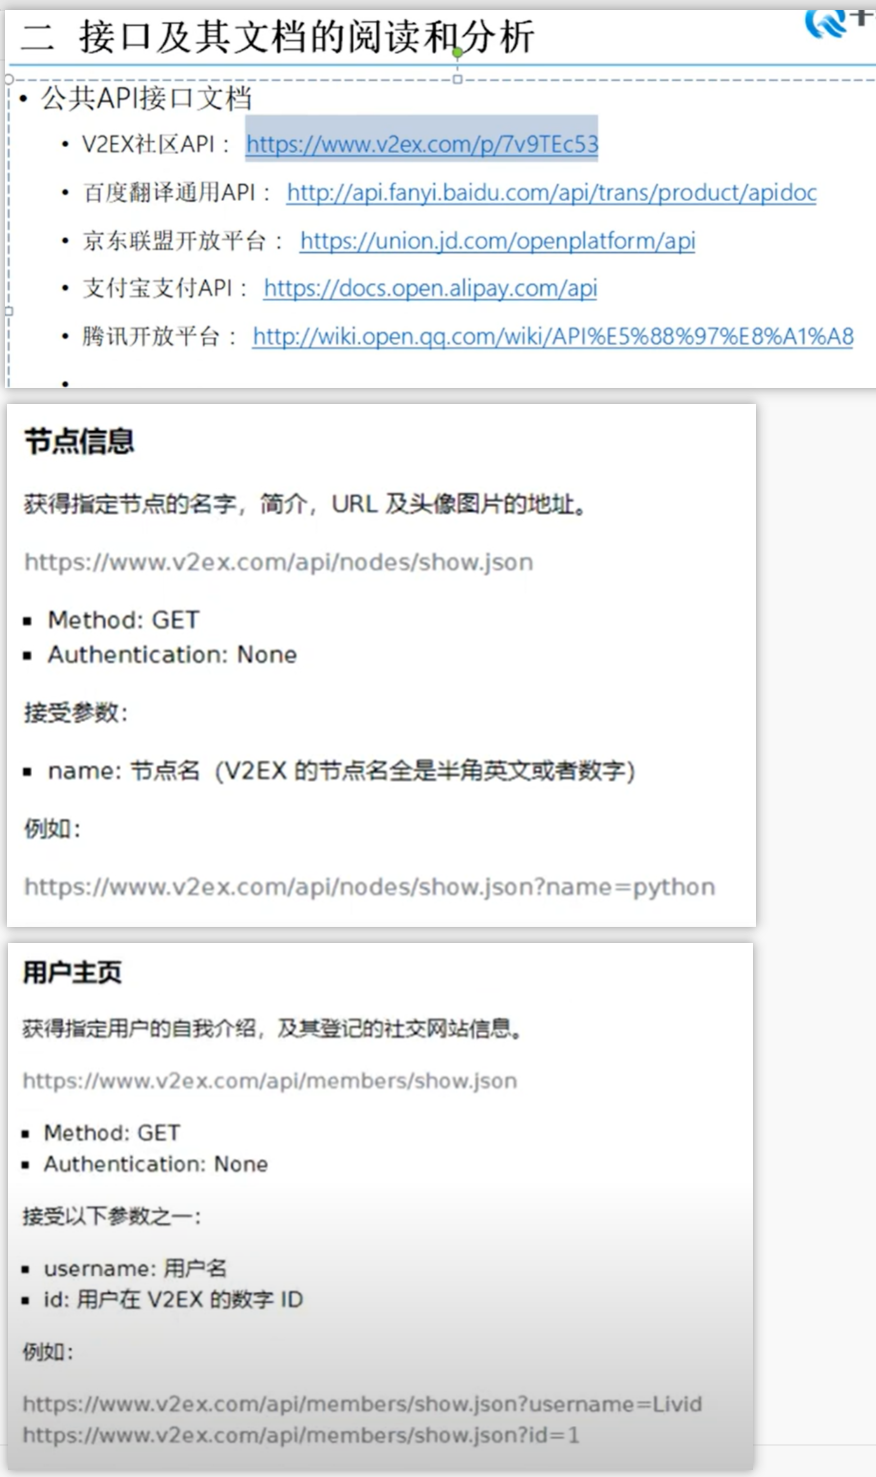 二 接口及其文档的阅读和分析
• 公共API接口文档
• V2EX社区API： https://www.v2ex.com/p/7v9TEc53
• 百度翻译通用API： http://api.fanyi.baidu.com/api/trans/product/apidoc
• 京东联盟开放平台： https://union.jd.com/openplatform/api
• 支付宝支付API： https://docs.open.alipay.com/api
• 腾讯开放平台： http://wiki.open.qq.com/wiki/API%E5%88%97%E8%A1%A8
节点信息
获得指定节点的名字，简介，URL 及头像图片的地址。
https://www.v2ex.com/api/nodes/show.json
▪ Method: GET
▪ Authentication: None
接受参数：
▪ name: 节点名（V2EX 的节点名全是半角英文或者数字）
例如：
https://www.v2ex.com/api/nodes/show.json?name=python
用户主页
获得指定用户的自我介绍，及其登记的社交网站信息。
https://www.v2ex.com/api/members/show.json
▪ Method: GET
▪ Authentication: None
接受以下参数之一：
▪ username: 用户名
▪ id: 用户在 V2EX 的数字 ID
例如：
https://www.v2ex.com/api/members/show.json?username=Livid
https://www.v2ex.com/api/members/show.json?id=1